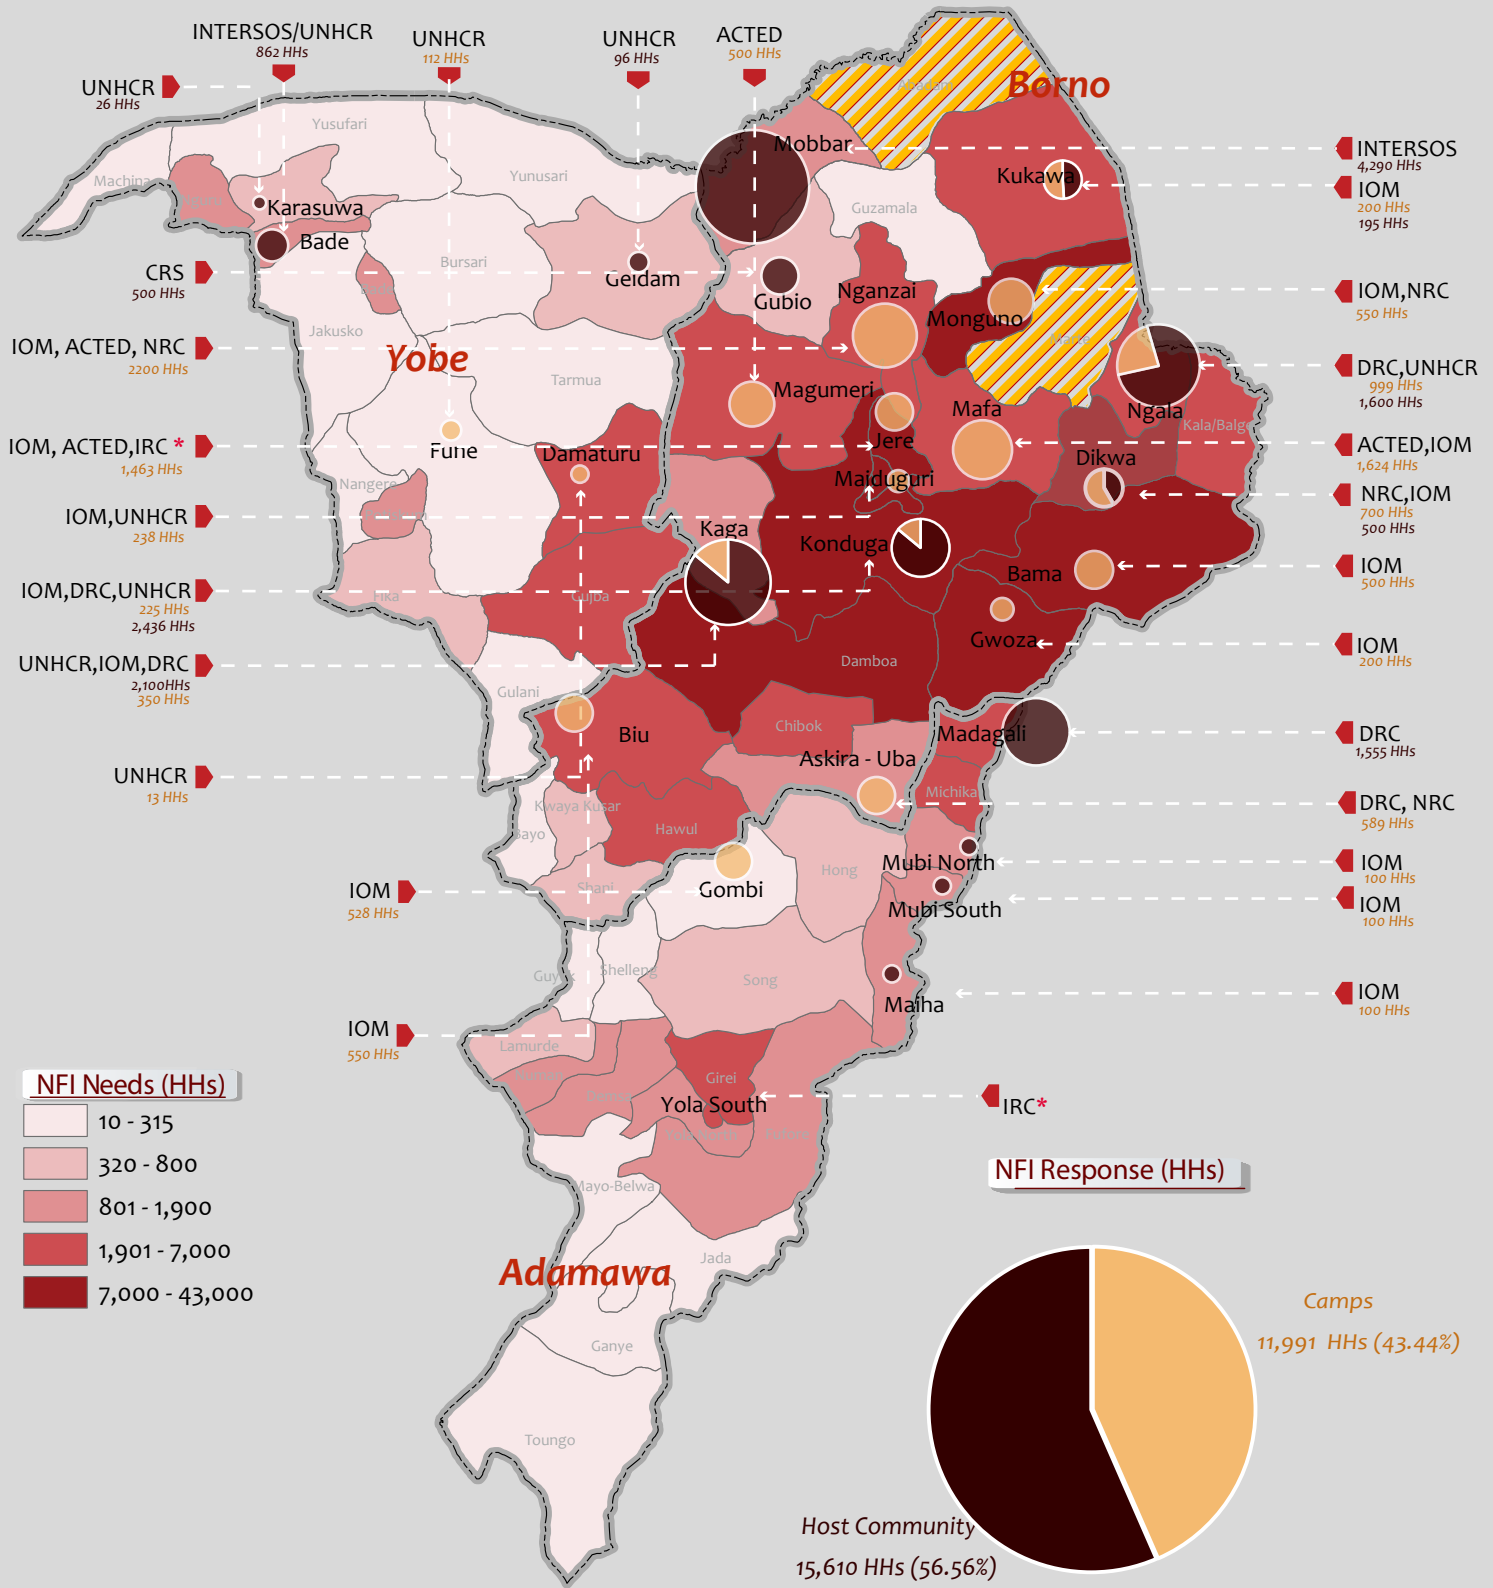 INTERSOS/UNHCR
862 HHs
UNHCR
112 HHs
UNHCR
96 HHs
ACTED
500 HHs
UNHCR
26 HHs
Borno
Abadam
Mobbar
INTERSOS
4,290 HHs
Yusufari
Machina
Yunusari
Kukawa
IOM
200 HHs
195 HHs
Nguru
Karasuwa
Guzamala
Bade
Bursari
CRS
500 HHs
Geidam
Gubio
Nganzai
IOM,NRC
550 HHs
Monguno
Jakusko
Marte
IOM, ACTED, NRC
2200 HHs
Yobe
Tarmua
DRC,UNHCR
999 HHs
1,600 HHs
Magumeri
Mafa
Ngala
Kala/Balge
IOM, ACTED,IRC *
1,463 HHs
Fune
Damaturu
Jere
Dikwa
ACTED,IOM
1,624 HHs
Nangere
Maiduguri
NRC,IOM
700 HHs
500 HHs
IOM,UNHCR
238 HHs
Kaga
Konduga
Bama
IOM
500 HHs
IOM,DRC,UNHCR
225 HHs
2,436 HHs
Fika
Gujba
Gwoza
IOM
200 HHs
UNHCR,IOM,DRC
2,100HHs
350 HHs
Damboa
Gulani
Biu
Chibok
Madagali
DRC
1,555 HHs
Askira - Uba
UNHCR
13 HHs
Michika
DRC, NRC
589 HHs
Kwaya Kusar
Bayo
Hawul
Mubi North
IOM
100 HHs
Shani
Hong
IOM
528 HHs
Gombi
Mubi South
IOM
100 HHs
Guyuk
Shelleng
Song
Maiha
IOM
100 HHs
IOM
550 HHs
Lamurde
Girei
Yola South
IRC*
NFI Needs (HHs)
10 - 315
320 - 800
801 - 1,900
1,901 - 7,000
7,000 - 43,000
Mayo-Belwa
NFI Response (HHs)
Jada
Adamawa
Camps
11,991 HHs (43.44%)
Ganye
Toungo
Host Community
15,610 HHs (56.56%)